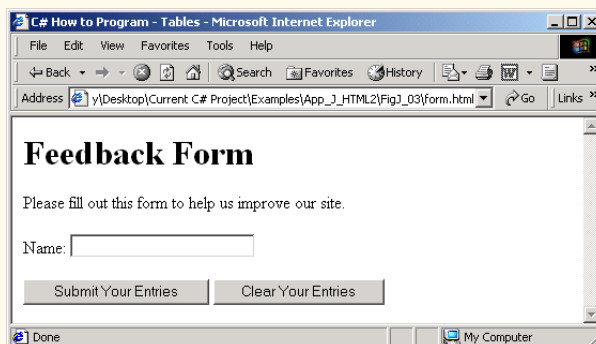 C# How to Program - Tables - Microsoft Internet Explorer
File Edit View Favorites Tools Help
Back Search Favorites History
Address y\Desktop\Current C# Project\Examples\App_J_HTML2\FigJ_03\form.html Go Links »
Feedback Form
Please fill out this form to help us improve our site.
Name:
Submit Your Entries Clear Your Entries
Done My Computer